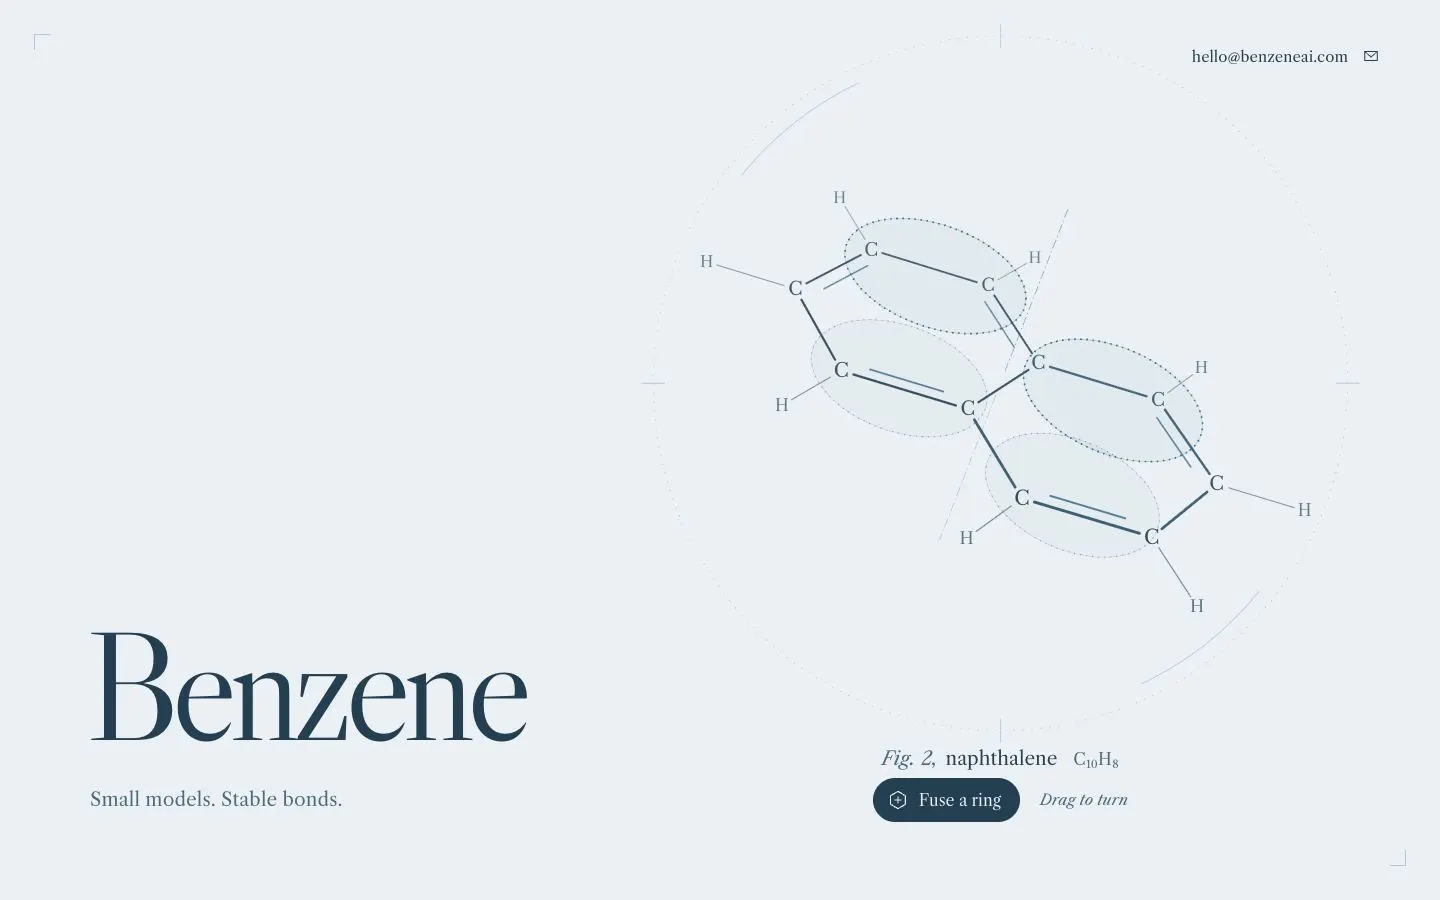 hello@benzeneai.com
H
H
C
H
C
C
C
H
C
H
C
C
H
C
C
H
H
C
H
Benzene
Small models. Stable bonds.
Fig. 2, naphthalene C₁₀H₈
Fuse a ring
Drag to turn